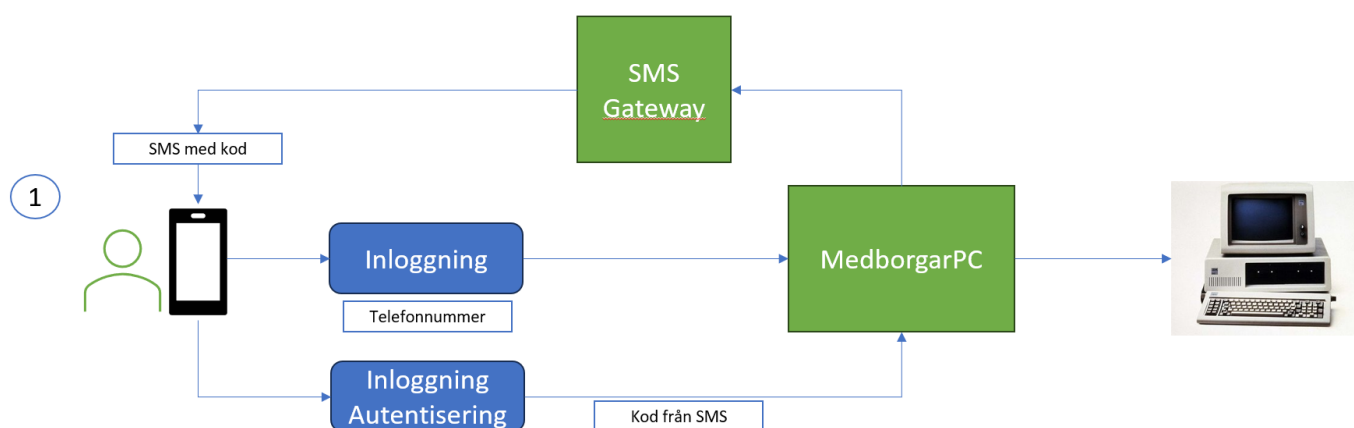 SMS
Gateway
SMS med kod
1
Inloggning
MedborgarPC
Telefonnummer
Inloggning
Autentisering
Kod från SMS